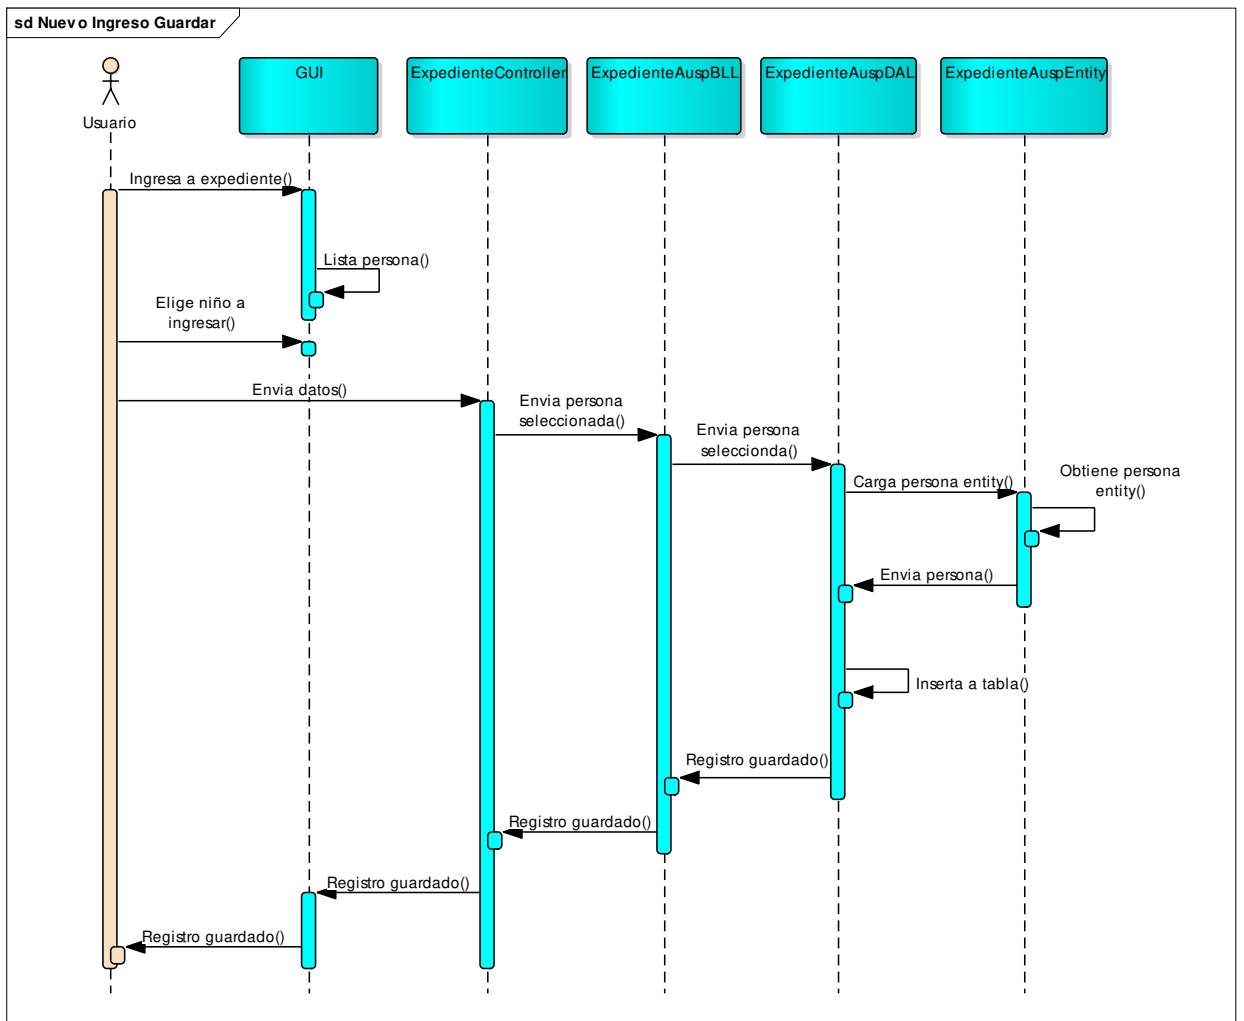 sd Nuevo Ingreso Guardar
Usuario
GUI
ExpedienteController
ExpedienteAuspBLL
ExpedienteAuspDAL
ExpedienteAuspEntity
Ingresa a expediente()
Lista persona()
Elige niño a
ingresar()
Envia datos()
Envia persona
seleccionada()
Envia persona
seleccionda()
Carga persona entity()
Obtiene persona
entity()
Envia persona()
Inserta a tabla()
Registro guardado()
Registro guardado()
Registro guardado()
Registro guardado()